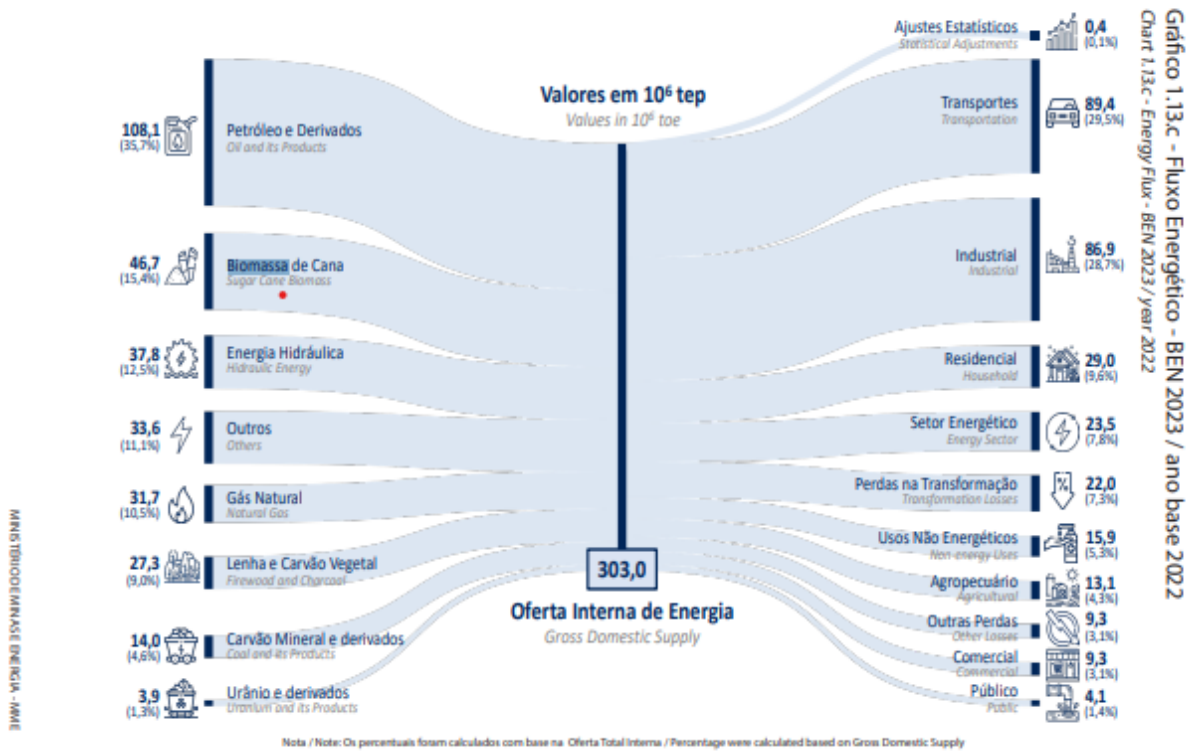 Gráfico 1.13.c - Fluxo Energético - BEN 2023 / ano base 2022
Chart 1.13.c - Energy Flux - BEN 2023 / year 2022
Valores em 10⁶ tep
Values in 10⁶ toe
108,1
(35,7%)
Petróleo e Derivados
Oil and its Products
46,7
(15,4%)
Biomassa de Cana
Sugar Cane Biomass
37,8
(12,5%)
Energia Hidráulica
Hidraulic Energy
33,6
(11,1%)
Outros
Others
31,7
(10,5%)
Gás Natural
Natural Gas
27,3
(9,0%)
Lenha e Carvão Vegetal
Firewood and Charcoal
14,0
(4,6%)
Carvão Mineral e derivados
Coal and its Products
3,9
(1,3%)
Urânio e derivados
Uranium and its Products
303,0
Oferta Interna de Energia
Gross Domestic Supply
Ajustes Estatísticos
Statistical Adjustments
0,4
(0,1%)
Transportes
Transportation
89,4
(29,5%)
Industrial
Industrial
86,9
(28,7%)
Residencial
Household
29,0
(9,6%)
Setor Energético
Energy Sector
23,5
(7,8%)
Perdas na Transformação
Transformation Losses
%
22,0
(7,3%)
Usos Não Energéticos
Non-energy Uses
15,9
(5,3%)
Agropecuário
Agricultural
13,1
(4,3%)
Outras Perdas
Other Losses
9,3
(3,1%)
Comercial
Commercial
9,3
(3,1%)
Público
Public
4,1
(1,4%)
MINISTÉRIO DE MINAS E ENERGIA - MME
Nota / Note: Os percentuais foram calculados com base na Oferta Total Interna / Percentage were calculated based on Gross Domestic Supply